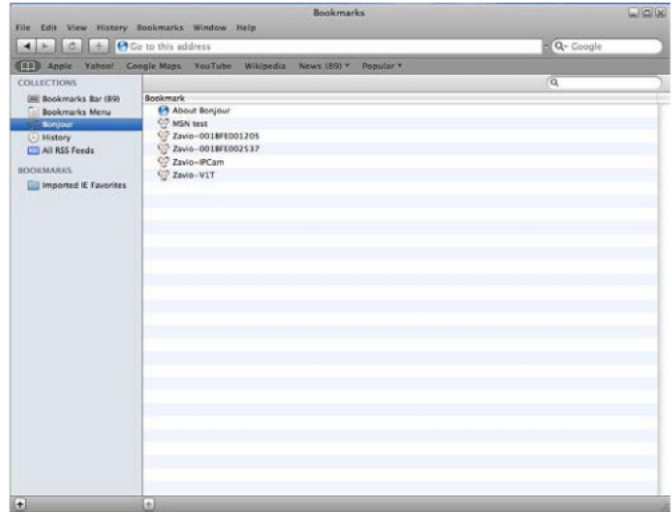 Bookmarks
File Edit View History Bookmarks Window Help
Go to this address
Google
Apple Yahoo! Google Maps YouTube Wikipedia News (89) Popular
COLLECTIONS
Bookmarks Bar (89)
Bookmarks Menu
Bonjour
History
All RSS Feeds
BOOKMARKS
Imported IE Favorites
Bookmark
About Bonjour
MSN test
Zavio-001BFE001205
Zavio-001BFE002537
Zavio-IPCam
Zavio-V1T